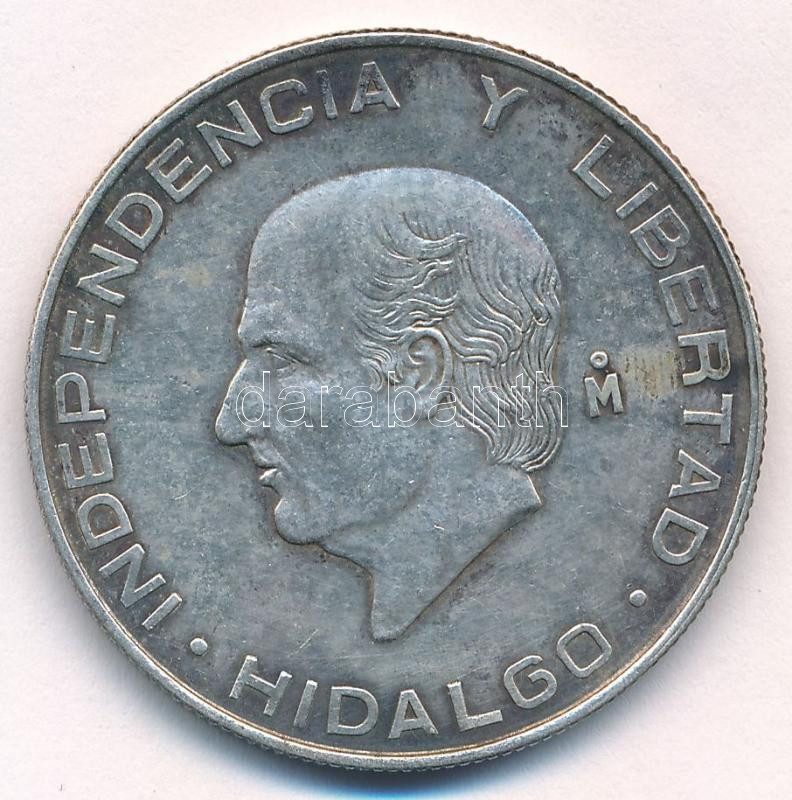 INDEPENDENCIA Y LIBERTAD
· HIDALGO ·
M̊
darabanth